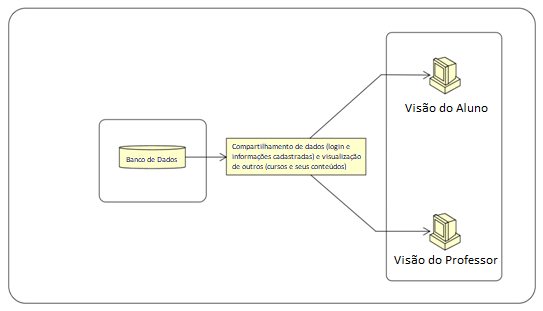 Visão do Aluno
Banco de Dados
Compartilhamento de dados (login e
informações cadastradas) e visualização
de outros (cursos e seus conteúdos)
Visão do Professor